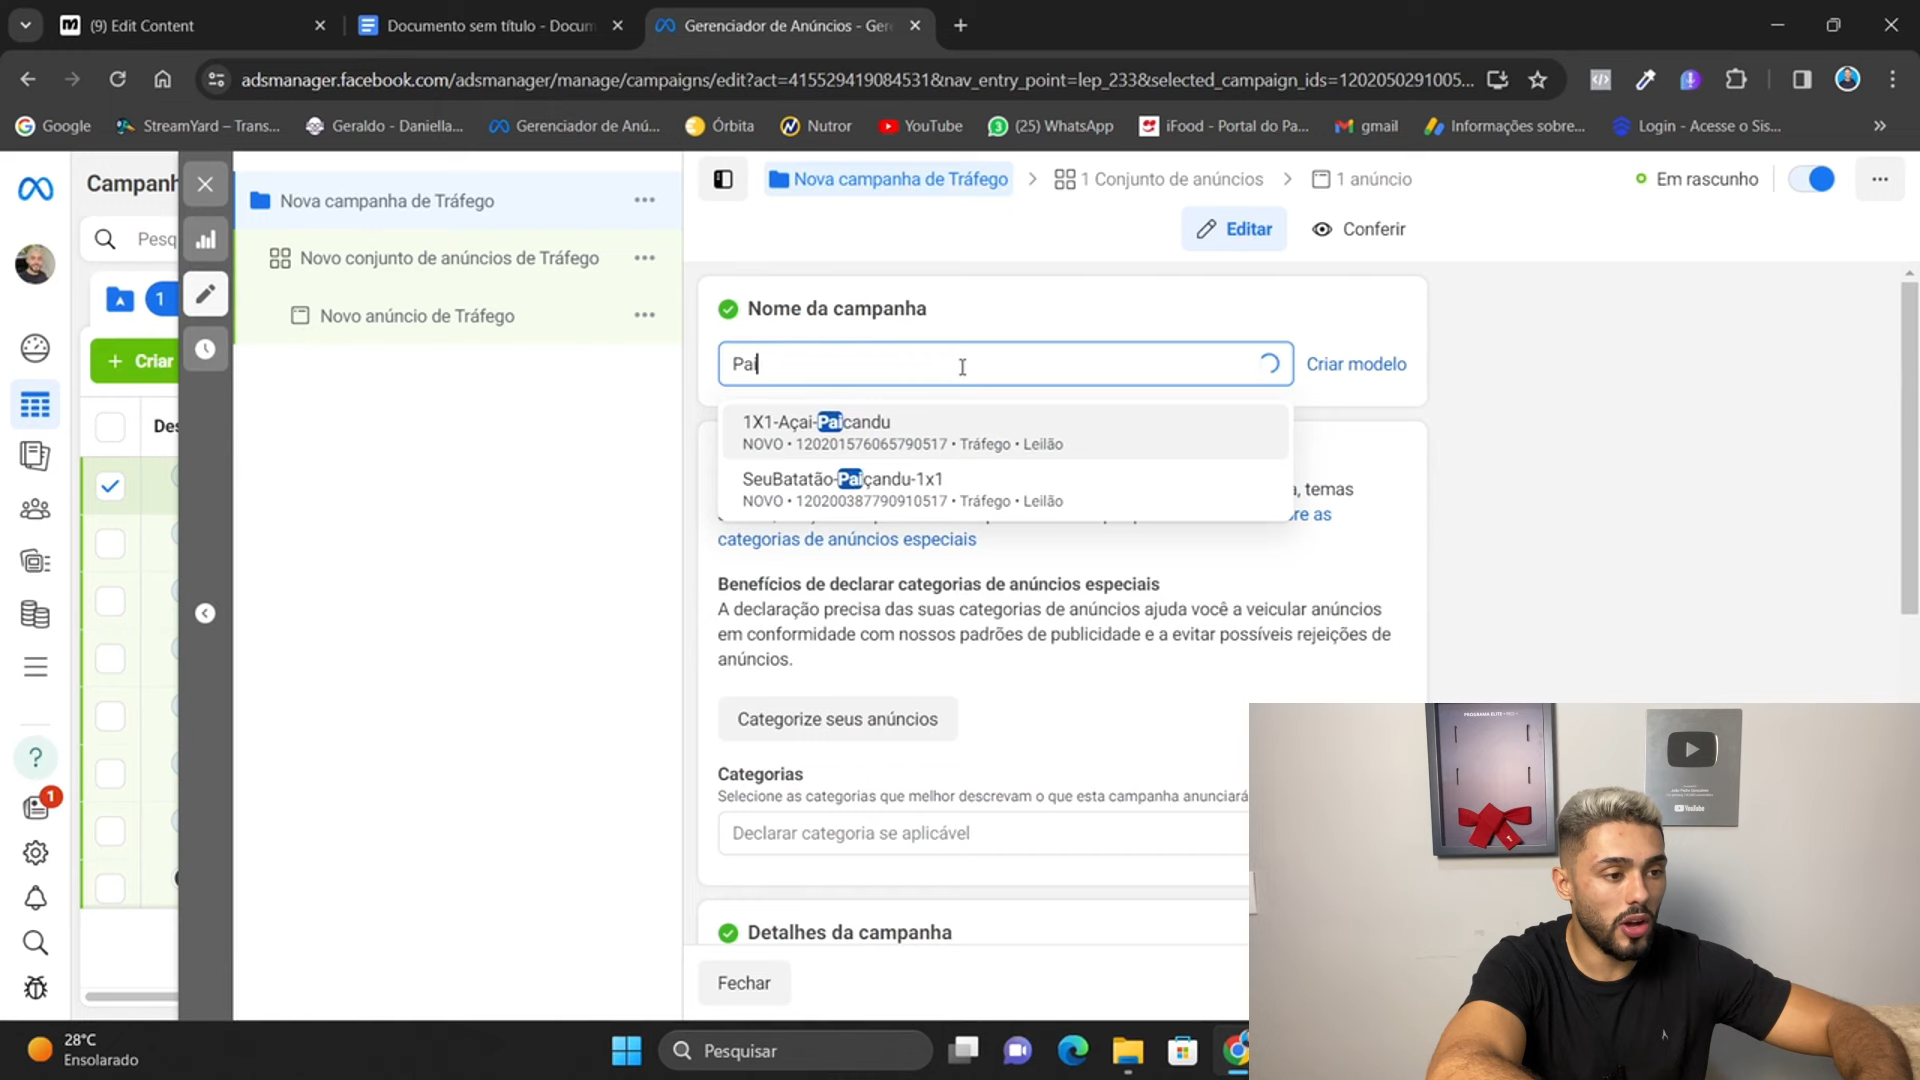 (9) Edit Content
Documento sem título - Docum
Gerenciador de Anúncios - Ger
adsmanager.facebook.com/adsmanager/manage/campaigns/edit?act=415529419084531&nav_entry_point=lep_233&selected_campaign_ids=1202050291005...
Google
StreamYard – Trans...
Geraldo - Daniella...
Gerenciador de Anú...
Órbita
Nutror
YouTube
(25) WhatsApp
iFood - Portal do Pa...
gmail
Informações sobre...
Login - Acesse o Sis...
Campanh
Nova campanha de Tráfego
Nova campanha de Tráfego
1 Conjunto de anúncios
1 anúncio
Em rascunho
Pesq
Editar
Conferir
Novo conjunto de anúncios de Tráfego
1
Novo anúncio de Tráfego
Nome da campanha
+ Criar
Pai
Criar modelo
Des
1X1-Açai-Paicandu
NOVO • 120201576065790517 • Tráfego • Leilão
SeuBatatão-Paiçandu-1x1
NOVO • 120200387790910517 • Tráfego • Leilão
a, temas
re as
categorias de anúncios especiais
Benefícios de declarar categorias de anúncios especiais
A declaração precisa das suas categorias de anúncios ajuda você a veicular anúncios
em conformidade com nossos padrões de publicidade e a evitar possíveis rejeições de
anúncios.
Categorize seus anúncios
Categorias
Selecione as categorias que melhor descrevam o que esta campanha anunciará
Declarar categoria se aplicável
1
Detalhes da campanha
Fechar
PROGRAMA ELITE
YouTube
28°C
Ensolarado
Pesquisar